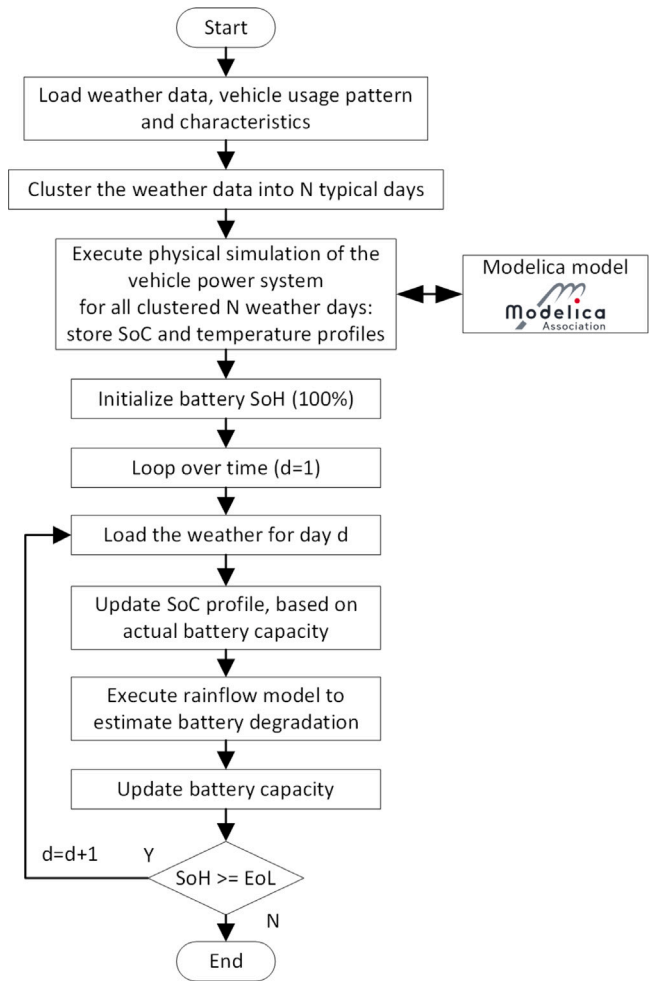 Start
Load weather data, vehicle usage pattern
and characteristics
Cluster the weather data into N typical days
Execute physical simulation of the
vehicle power system
for all clustered N weather days:
store SoC and temperature profiles
Modelica model
Modelica
Association
Initialize battery SoH (100%)
Loop over time (d=1)
Load the weather for day d
Update SoC profile, based on
actual battery capacity
Execute rainflow model to
estimate battery degradation
Update battery capacity
d=d+1
Y
SoH >= EoL
N
End